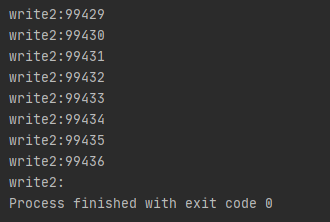 write2:99429
write2:99430
write2:99431
write2:99432
write2:99433
write2:99434
write2:99435
write2:99436
write2:
Process finished with exit code 0